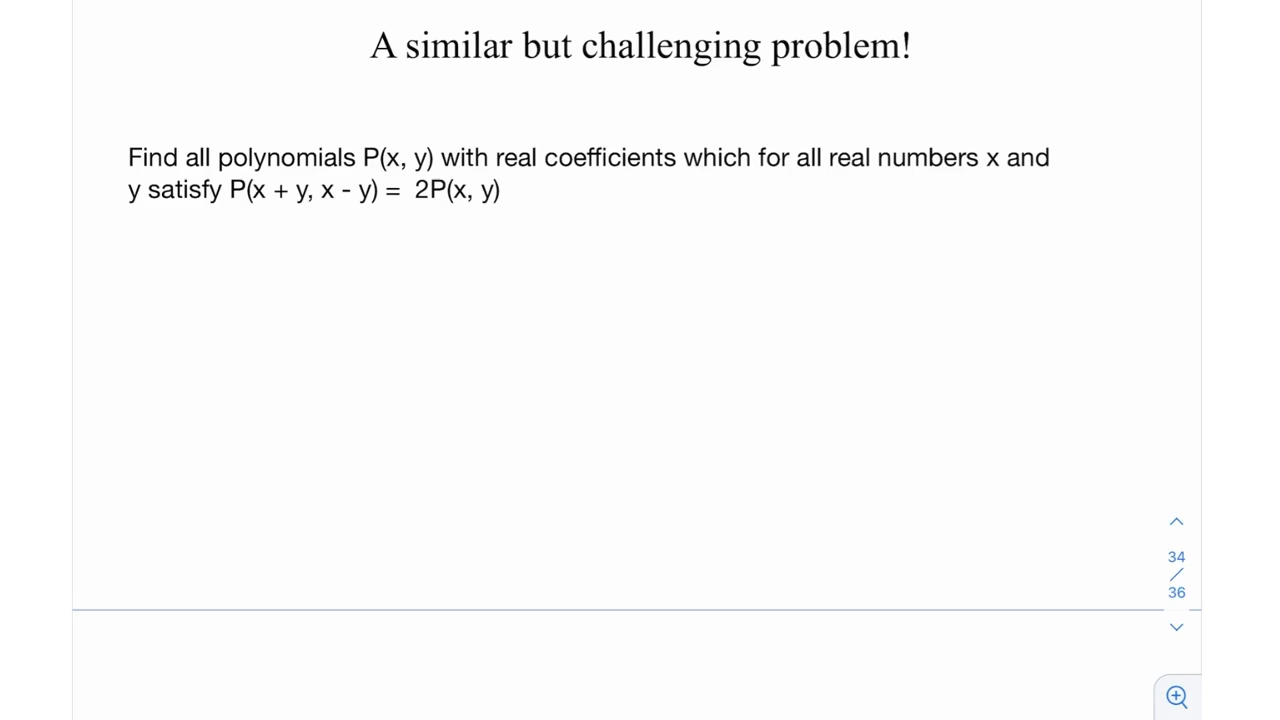 A similar but challenging problem!
Find all polynomials P(x, y) with real coefficients which for all real numbers x and
y satisfy P(x + y, x - y) =  2P(x, y)
34
36